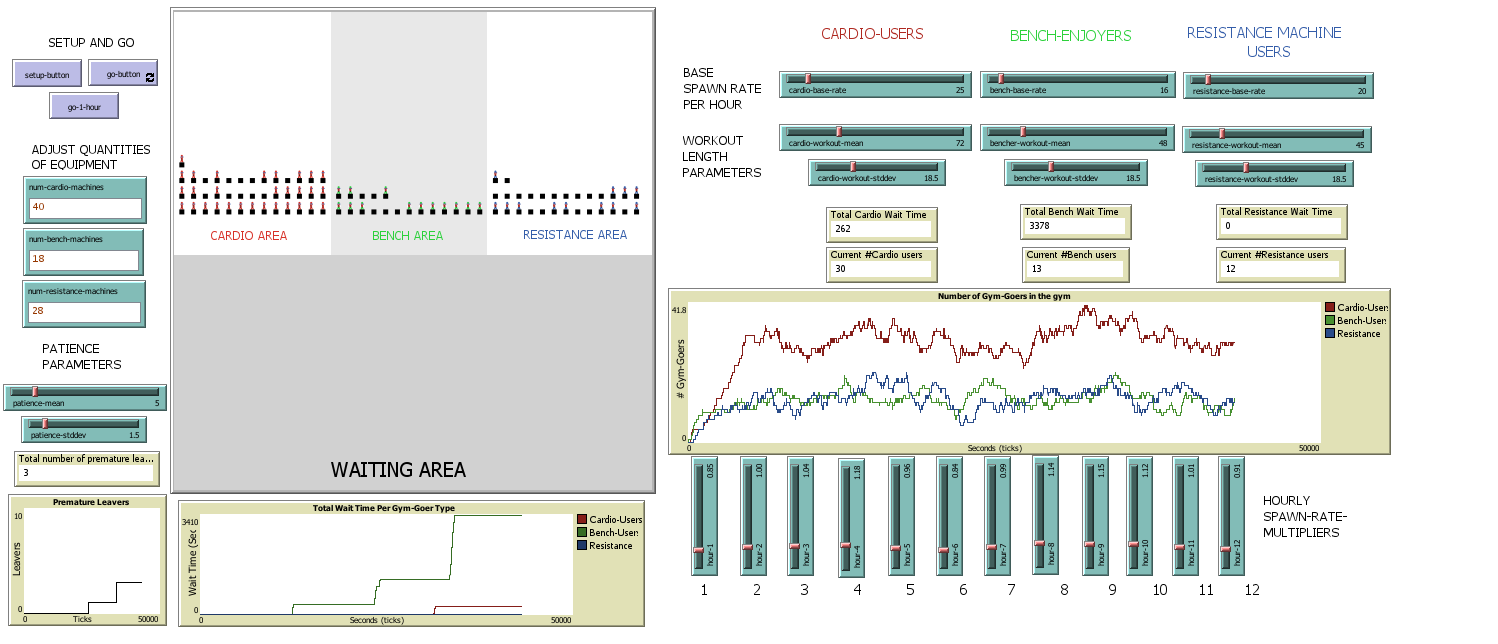 SETUP AND GO
setup-button
go-button
go-1-hour
ADJUST QUANTITIES
OF EQUIPMENT
num-cardio-machines
40
num-bench-machines
18
num-resistance-machines
28
PATIENCE
PARAMETERS
patience-mean 5
patience-stddev 1.5
Total number of premature lea...
3
Premature Leavers
10
Leavers
0
0 Ticks 50000
CARDIO AREA
BENCH AREA
RESISTANCE AREA
WAITING AREA
Total Wait Time Per Gym-Goer Type
3410
Wait Time (Sec
0
0 Seconds (ticks) 50000
Cardio-Users
Bench-Users
Resistance
CARDIO-USERS
BENCH-ENJOYERS
RESISTANCE MACHINE
USERS
BASE
SPAWN RATE
PER HOUR
cardio-base-rate 25
bench-base-rate 16
resistance-base-rate 20
WORKOUT
LENGTH
PARAMETERS
cardio-workout-mean 72
bencher-workout-mean 48
resistance-workout-mean 45
cardio-workout-stddev 18.5
bencher-workout-stddev 18.5
resistance-workout-stddev 18.5
Total Cardio Wait Time
262
Total Bench Wait Time
3378
Total Resistance Wait Time
0
Current #Cardio users
30
Current #Bench users
13
Current #Resistance users
12
Number of Gym-Goers in the gym
41.8
# Gym-Goers
0
0 Seconds (ticks) 50000
Cardio-Users
Bench-Users
Resistance
hour-1 0.85
hour-2 1.00
hour-3 1.04
hour-4 1.18
hour-5 0.96
hour-6 0.84
hour-7 0.99
hour-8 1.14
hour-9 1.15
hour-10 1.12
hour-11 1.01
hour-12 0.91
HOURLY
SPAWN-RATE-
MULTIPLIERS
1 2 3 4 5 6 7 8 9 10 11 12